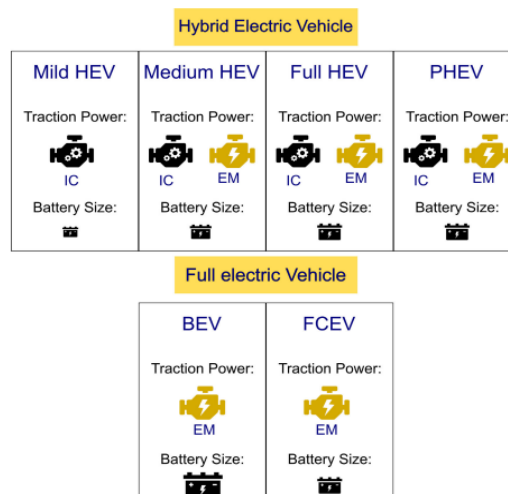 Hybrid Electric Vehicle
Mild HEV
Traction Power:
IC
Battery Size:
Medium HEV
Traction Power:
IC EM
Battery Size:
Full HEV
Traction Power:
IC EM
Battery Size:
PHEV
Traction Power:
IC EM
Battery Size:
Full electric Vehicle
BEV
Traction Power:
EM
Battery Size:
FCEV
Traction Power:
EM
Battery Size: